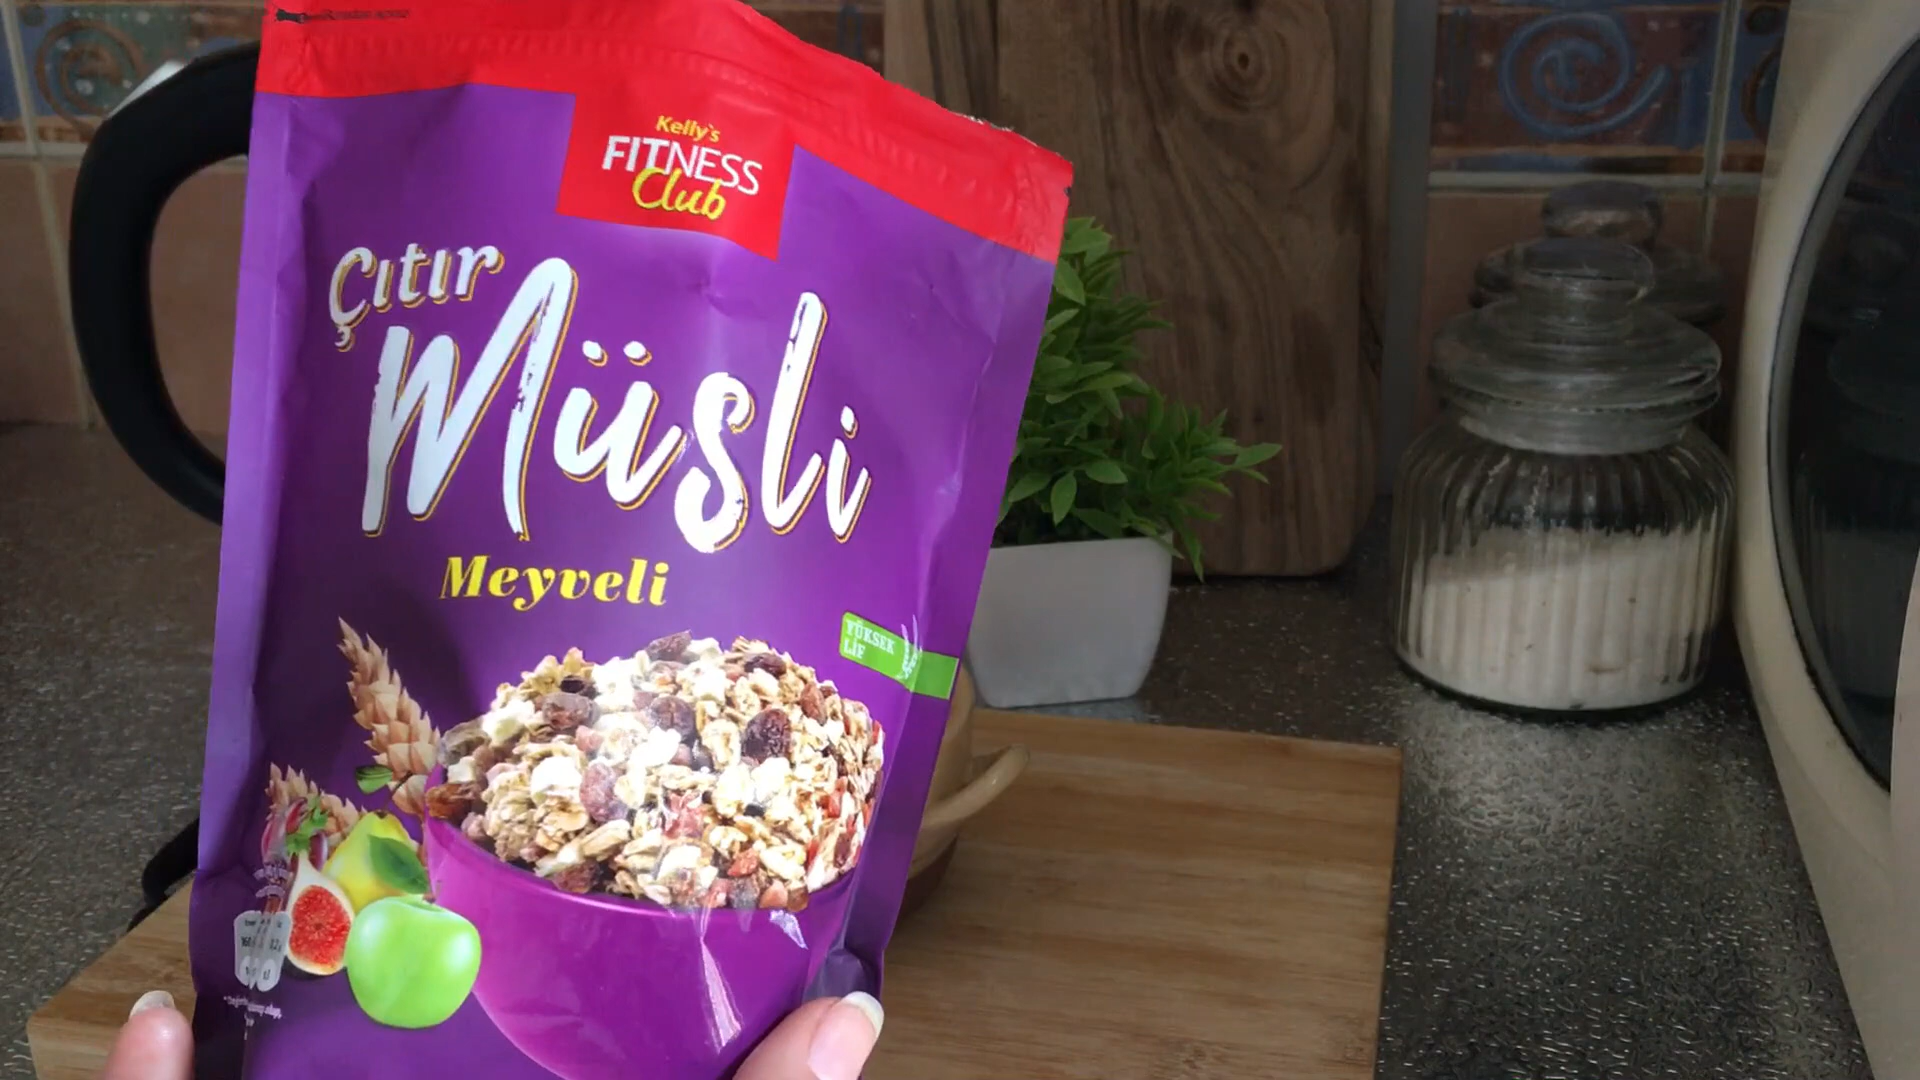 Kelly's
FITNESS
Club
Çıtır
Müsli
Meyveli
YÜKSEK
LİF